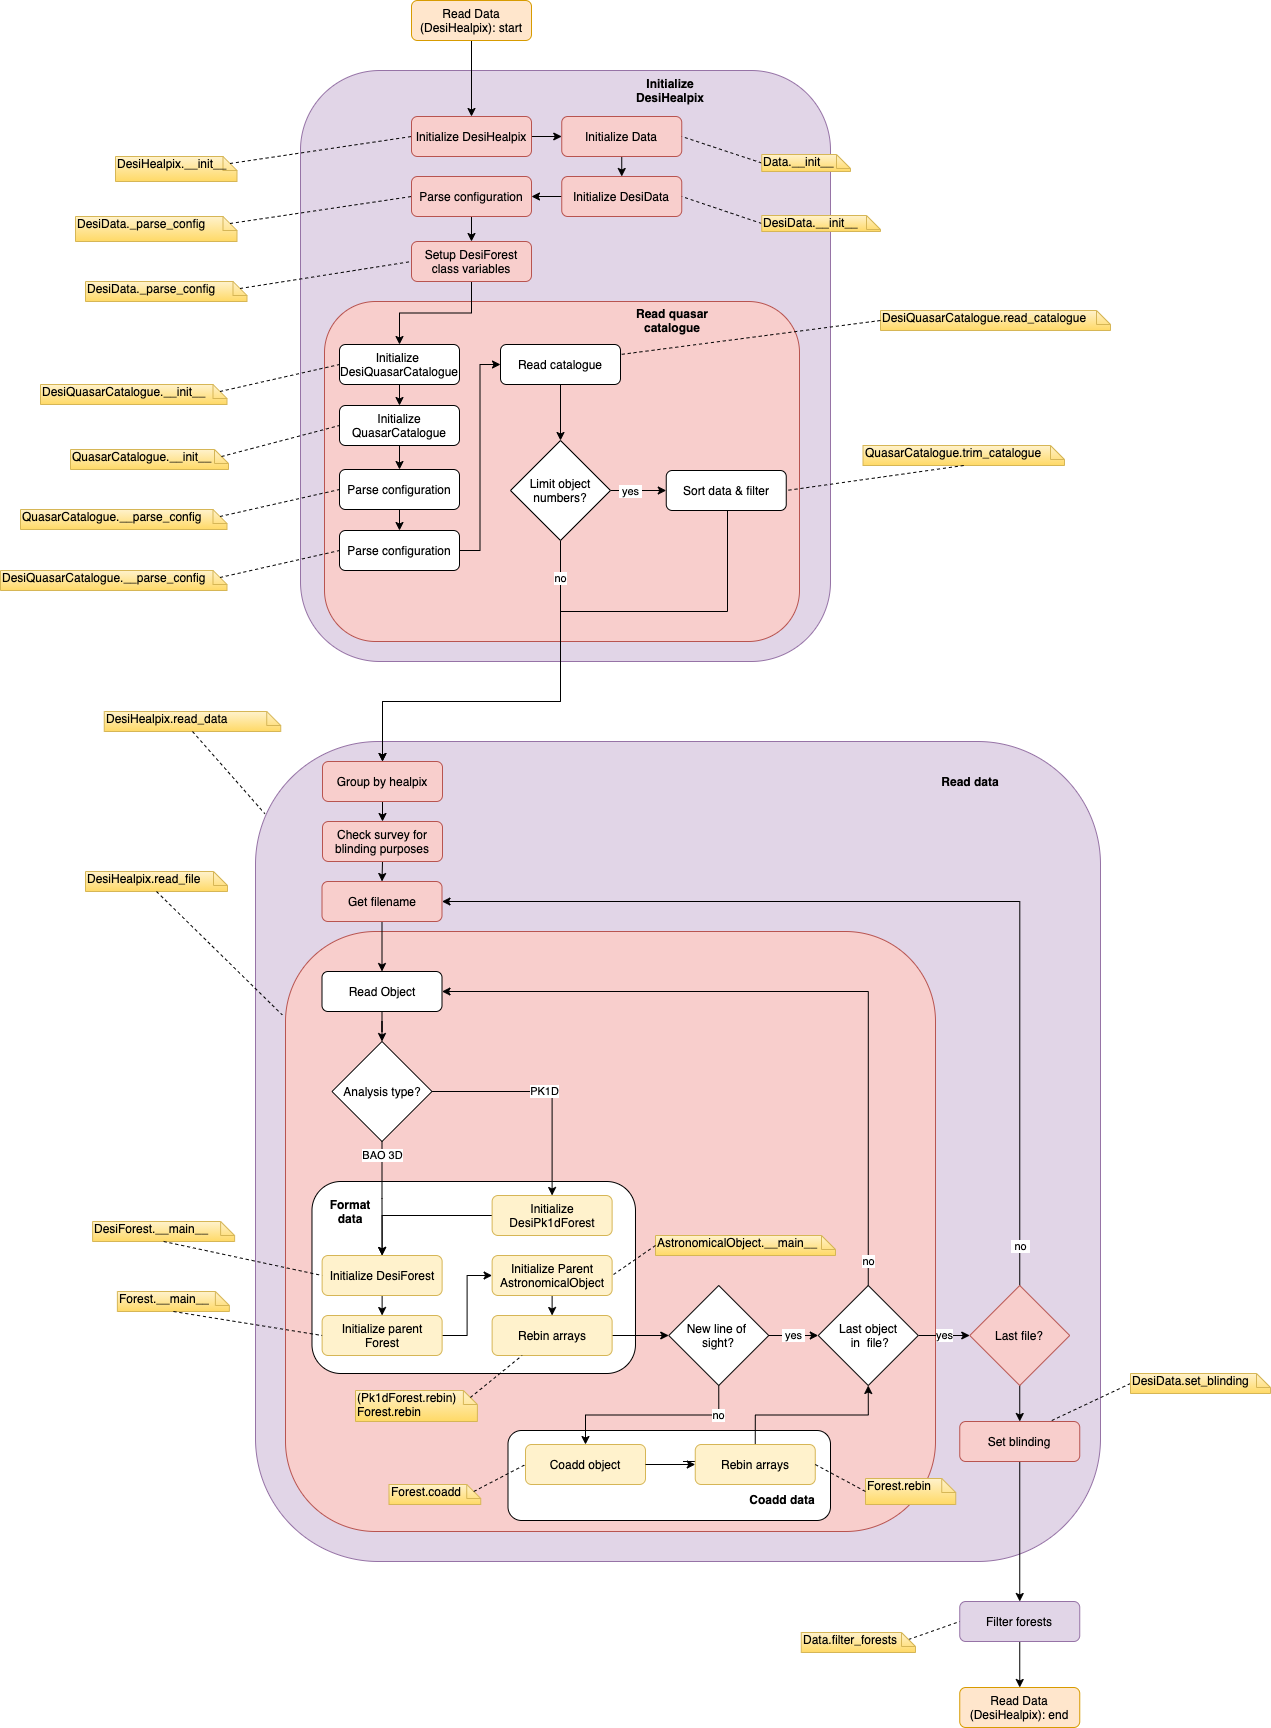 Read Data
(DesiHealpix): start
Initialize
DesiHealpix
Initialize DesiHealpix
Initialize Data
DesiHealpix.__init__
Data.__init__
Parse configuration
Initialize DesiData
DesiData._parse_config
DesiData.__init__
Setup DesiForest
class variables
DesiData._parse_config
Read quasar
catalogue
DesiQuasarCatalogue.read_catalogue
Initialize
DesiQuasarCatalogue
Read catalogue
DesiQuasarCatalogue.__init__
Initialize
QuasarCatalogue
QuasarCatalogue.__init__
QuasarCatalogue.trim_catalogue
Parse configuration
Limit object
numbers?
yes
Sort data & filter
QuasarCatalogue.__parse_config
Parse configuration
DesiQuasarCatalogue.__parse_config
no
DesiHealpix.read_data
Read data
Group by healpix
Check survey for
blinding purposes
DesiHealpix.read_file
Get filename
Read Object
Analysis type?
PK1D
BAO 3D
Format
data
Initialize
DesiPk1dForest
DesiForest.__main__
AstronomicalObject.__main__
no
no
Initialize DesiForest
Initialize Parent
AstronomicalObject
Forest.__main__
Initialize parent
Forest
Rebin arrays
New line of
sight?
yes
Last object
in  file?
yes
Last file?
DesiData.set_blinding
(Pk1dForest.rebin)
Forest.rebin
no
Set blinding
Coadd object
Rebin arrays
Forest.coadd
Forest.rebin
Coadd data
Filter forests
Data.filter_forests
Read Data
(DesiHealpix): end